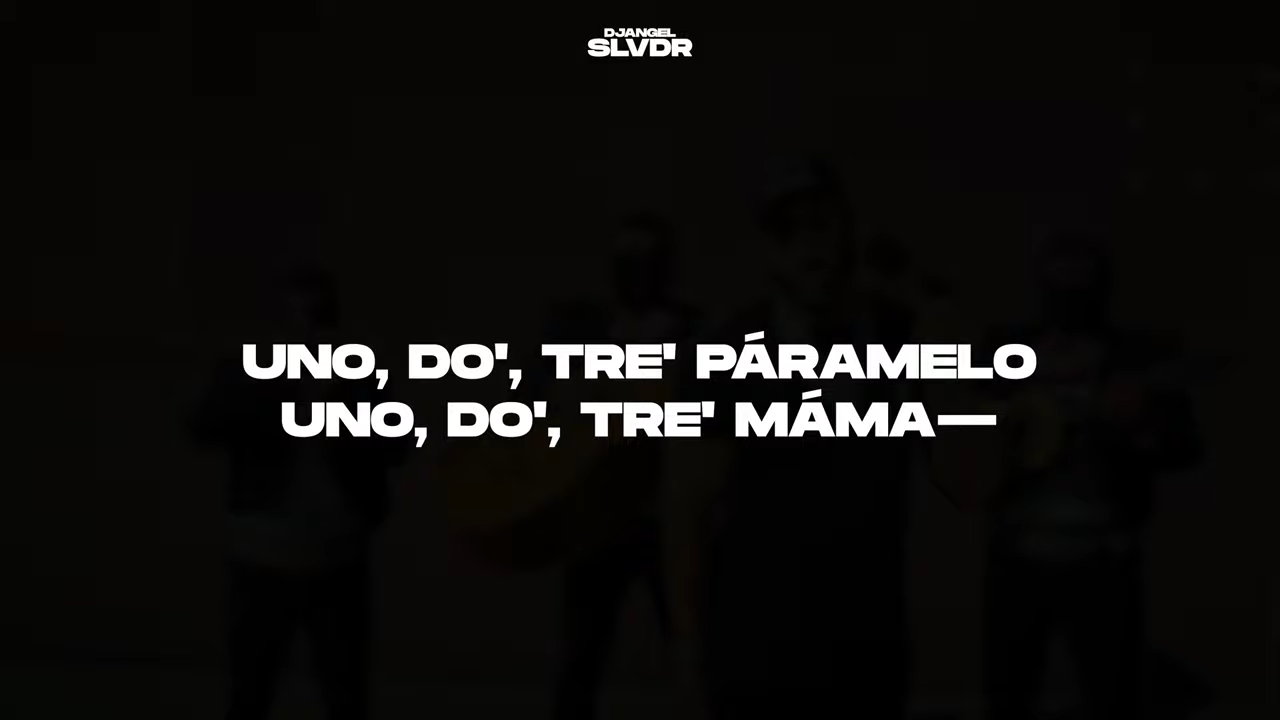 DJANGEL
SLVDR
UNO, DO', TRE' PÁRAMELO
UNO, DO', TRE' MÁMA—